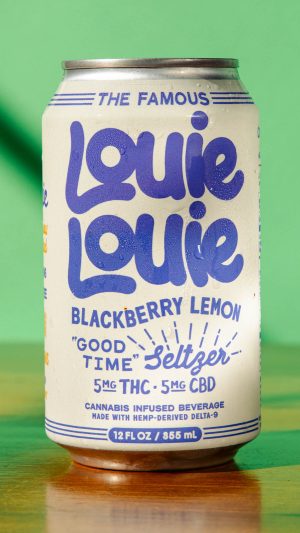 THE FAMOUS
Louie
Louie
BLACKBERRY LEMON
"GOOD TIME" Seltzer
5MG THC · 5MG CBD
CANNABIS INFUSED BEVERAGE
MADE WITH HEMP-DERIVED DELTA-9
12 FL OZ / 855 mL